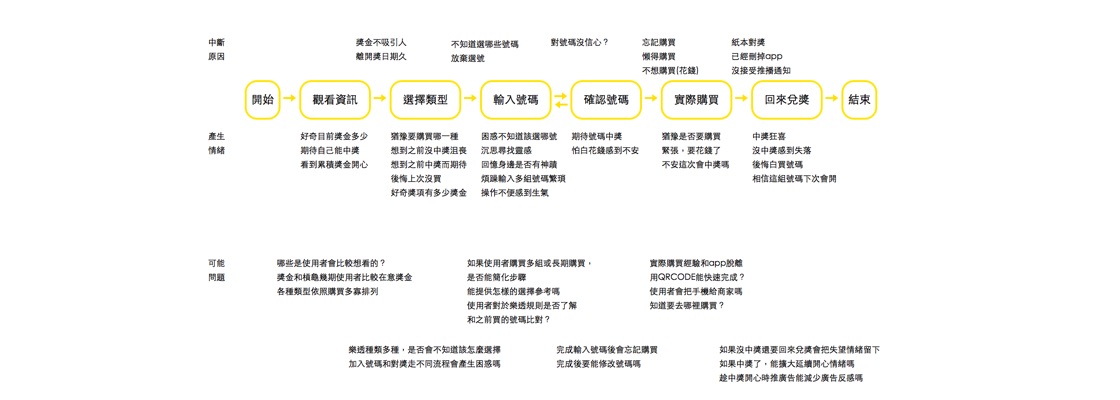 中斷
原因
獎金不吸引人
離開獎日期久
不知道選哪些號碼
放棄選號
對號碼沒信心？
忘記購買
懶得購買
不想購買(花錢)
紙本對獎
已經刪掉app
沒接受推播通知
開始
觀看資訊
選擇類型
輸入號碼
確認號碼
實際購買
回來兌獎
結束
產生
情緒
好奇目前獎金多少
期待自己能中獎
看到累積獎金開心
猶豫要購買哪一種
想到之前沒中獎沮喪
想到之前中獎而期待
後悔上次沒買
好奇獎項有多少獎金
困惑不知道該選哪號
沉思尋找靈感
回憶身邊是否有神蹟
煩躁輸入多組號碼繁瑣
操作不便感到生氣
期待號碼中獎
怕白花錢感到不安
猶豫是否要購買
緊張，要花錢了
不安這次會中獎嗎
中獎狂喜
沒中獎感到失落
後悔白買號碼
相信這組號碼下次會開
可能
問題
哪些是使用者會比較想看的？
獎金和槓龜幾期使用者比較在意獎金
各種類型依照購買多寡排列
如果使用者購買多組或長期購買，
是否能簡化步驟
能提供怎樣的選擇參考嗎
使用者對於樂透規則是否了解
和之前買的號碼比對？
實際購買經驗和app脫離
用QRCODE能快速完成？
使用者會把手機給商家嗎
知道要去哪裡購買？
樂透種類多種，是否會不知道該怎麼選擇
加入號碼和對獎走不同流程會產生困惑嗎
完成輸入號碼後會忘記購買
完成後要能修改號碼嗎
如果沒中獎還要回來兌獎會把失望情緒留下
如果中獎了，能擴大延續開心情緒嗎
趁中獎開心時推廣告能減少廣告反感嗎